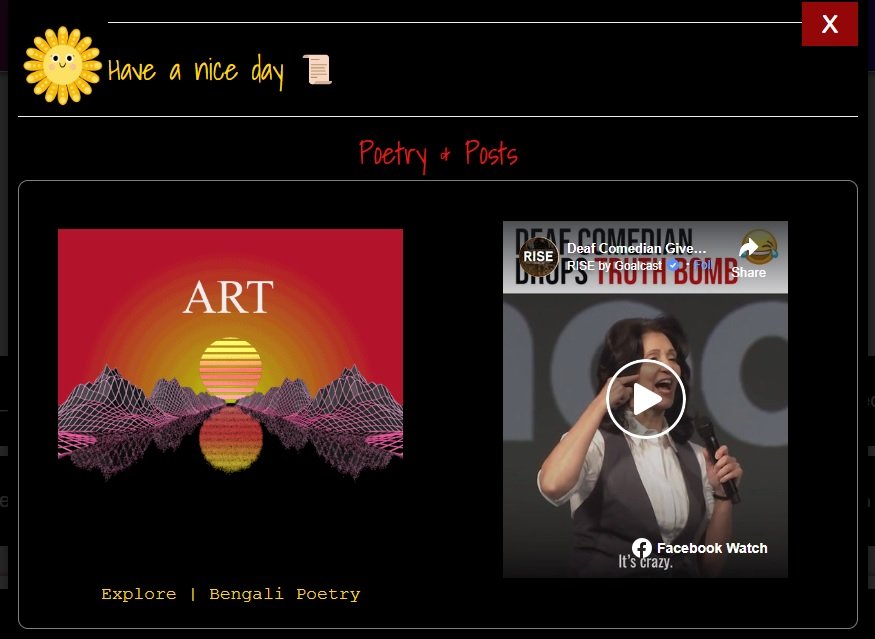 X
Have a nice day
Poetry & Posts
ART
DEAF COMEDIAN
DROPS TRUTH BOMB
RISE
Deaf Comedian Give...
RISE by Goalcast · Foll
Share
It's crazy.
Facebook Watch
Explore | Bengali Poetry